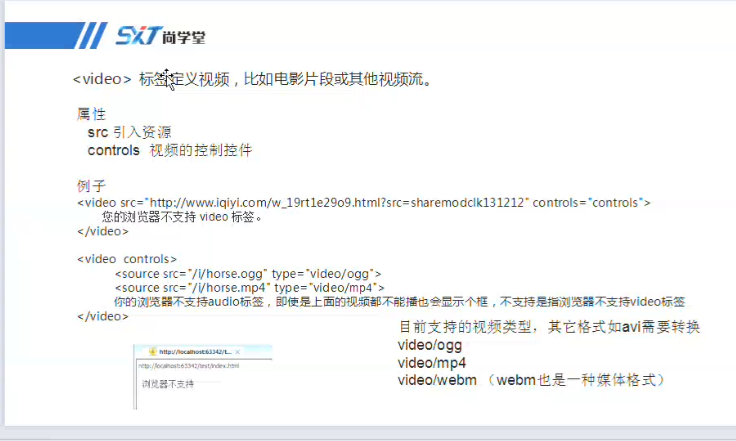 SXT 尚学堂
<video> 标签定义视频，比如电影片段或其他视频流。
属性
src 引入资源
controls 视频的控制控件
例子
<video src="http://www.iqiyi.com/w_19rt1e29o9.html?src=sharemodclk131212" controls="controls">
您的浏览器不支持 video 标签。
</video>
<video controls>
<source src="/i/horse.ogg" type="video/ogg">
<source src="/i/horse.mp4" type="video/mp4">
你的浏览器不支持audio标签，即使是上面的视频都不能播也会显示个框，不支持是指浏览器不支持video标签
</video>
目前支持的视频类型，其它格式如avi需要转换
video/ogg
video/mp4
video/webm （webm也是一种媒体格式）
http://localhost:63342/t...
http://localhost:63342/test/index.html
浏览器不支持